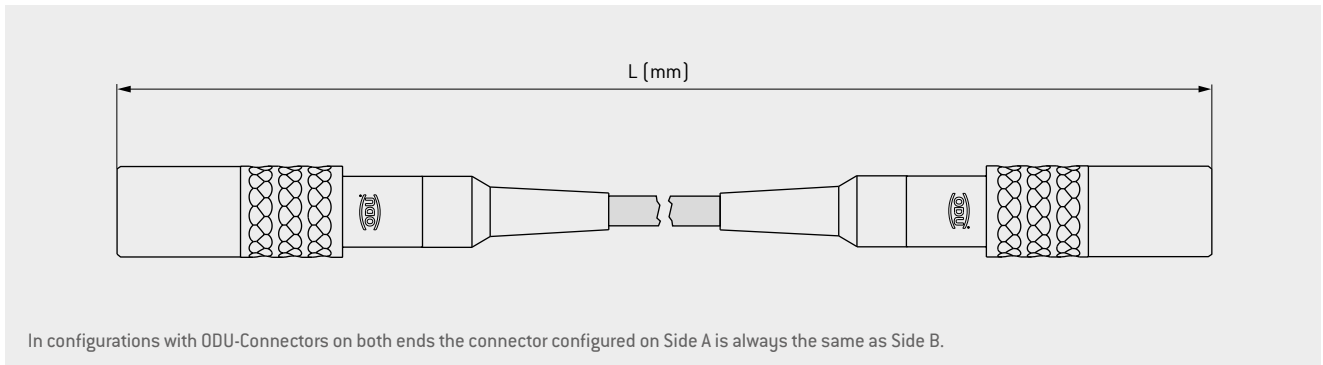 L (mm)
ODU
ODU
In configurations with ODU-Connectors on both ends the connector configured on Side A is always the same as Side B.